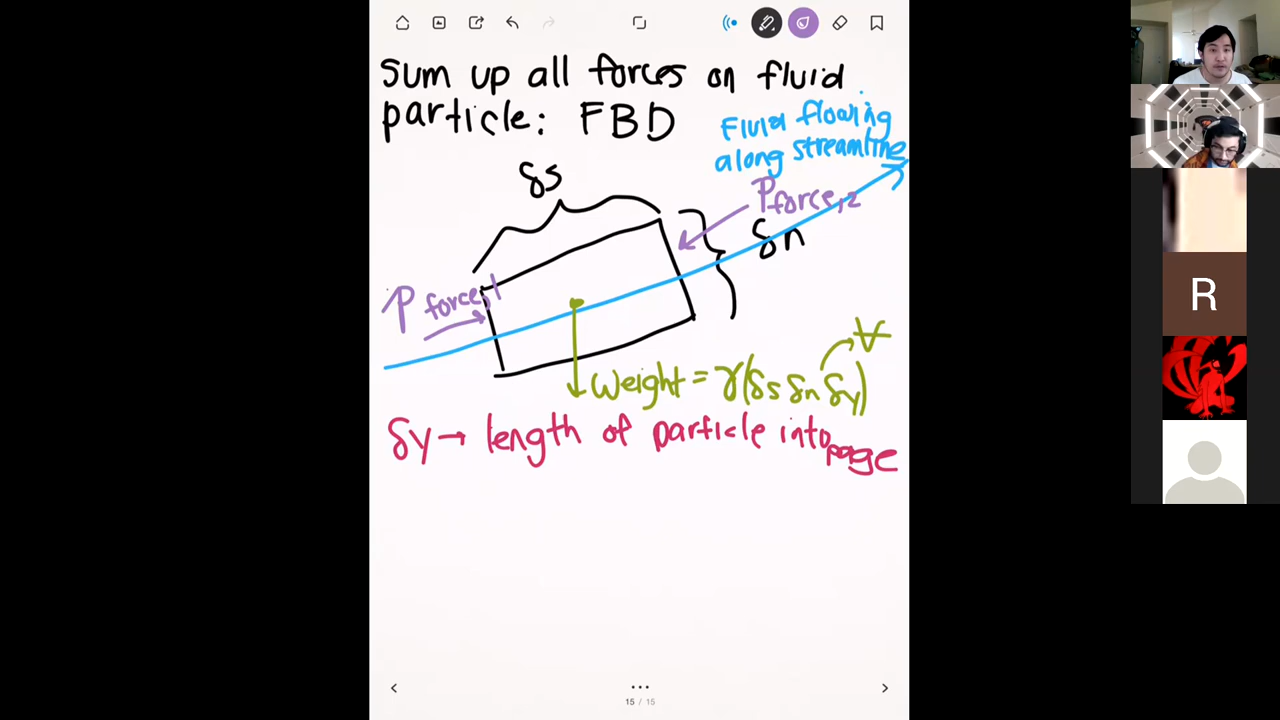 Sum up all forces on fluid
particle: FBD
Fluid flowing
along streamline
δs
P force,2
δn
P force,1
V
Weight = γ(δs δn δy)
δy → length of particle into page
15 / 15
R